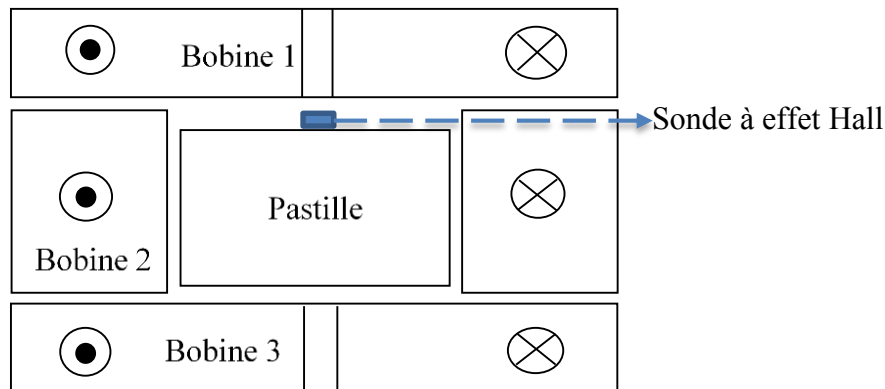 Bobine 1
Sonde à effet Hall
Pastille
Bobine 2
Bobine 3